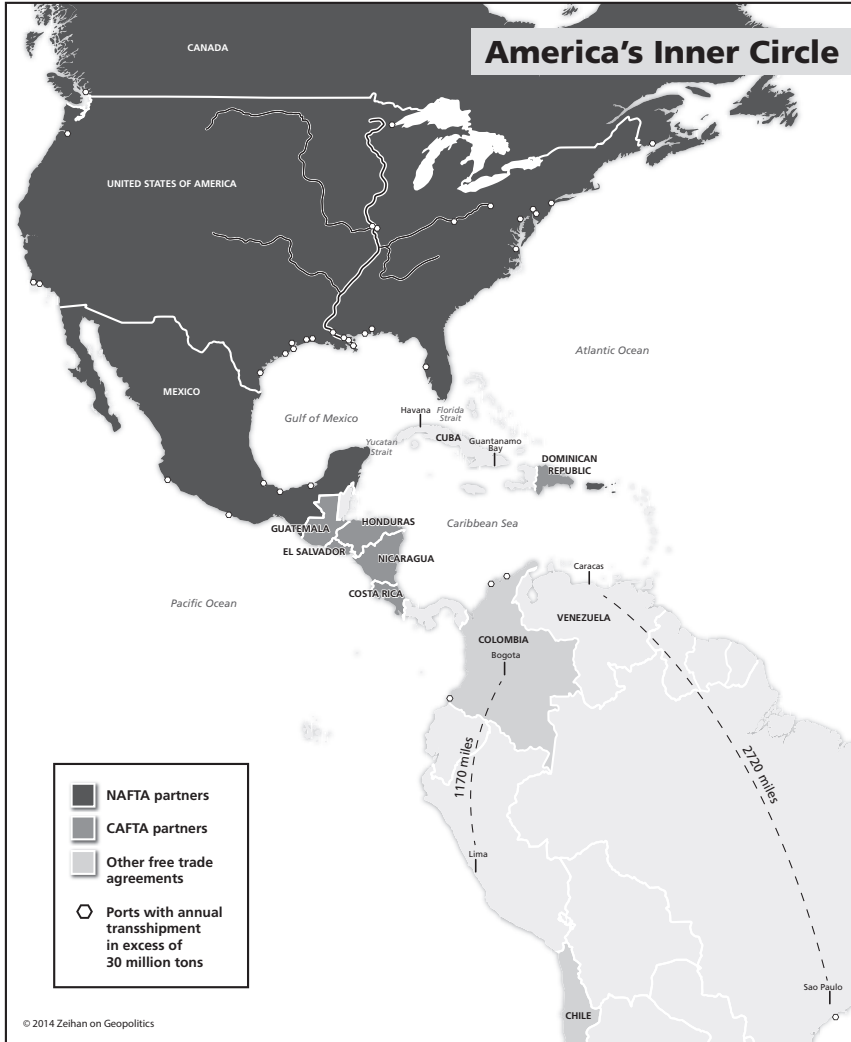 America's Inner Circle
CANADA
UNITED STATES OF AMERICA
Atlantic Ocean
MEXICO
Gulf of Mexico
Havana
Florida
Strait
Yucatan
Strait
CUBA
Guantanamo
Bay
DOMINICAN
REPUBLIC
GUATEMALA
HONDURAS
Caribbean Sea
EL SALVADOR
NICARAGUA
COSTA RICA
Caracas
Pacific Ocean
VENEZUELA
COLOMBIA
Bogota
1170 miles
2720 miles
Lima
Sao Paulo
CHILE
NAFTA partners
CAFTA partners
Other free trade
agreements
Ports with annual
transshipment
in excess of
30 million tons
© 2014 Zeihan on Geopolitics